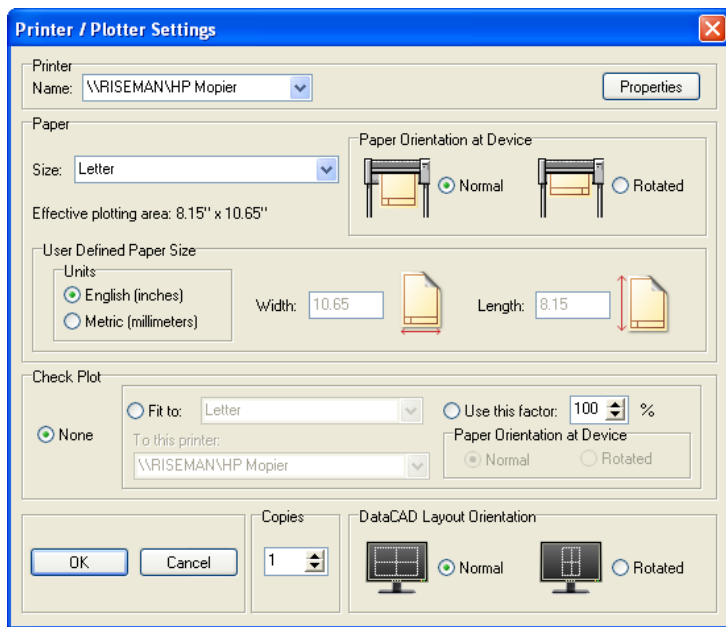 Printer / Plotter Settings
Printer
Name: \\RISEMAN\HP Mopier
Properties
Paper
Size: Letter
Effective plotting area: 8.15" x 10.65"
Paper Orientation at Device
Normal
Rotated
User Defined Paper Size
Units
English (inches)
Metric (millimeters)
Width: 10.65
Length: 8.15
Check Plot
None
Fit to: Letter
To this printer:
\\RISEMAN\HP Mopier
Use this factor: 100 %
Paper Orientation at Device
Normal
Rotated
OK
Cancel
Copies
1
DataCAD Layout Orientation
Normal
Rotated